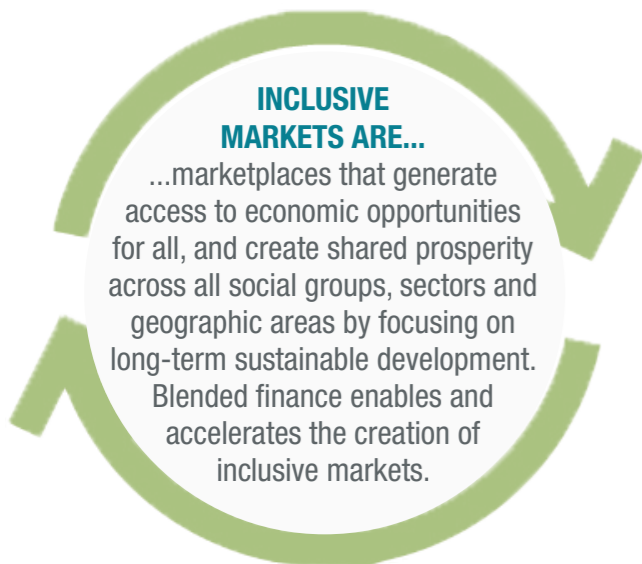 INCLUSIVE
MARKETS ARE...
...marketplaces that generate
access to economic opportunities
for all, and create shared prosperity
across all social groups, sectors and
geographic areas by focusing on
long-term sustainable development.
Blended finance enables and
accelerates the creation of
inclusive markets.